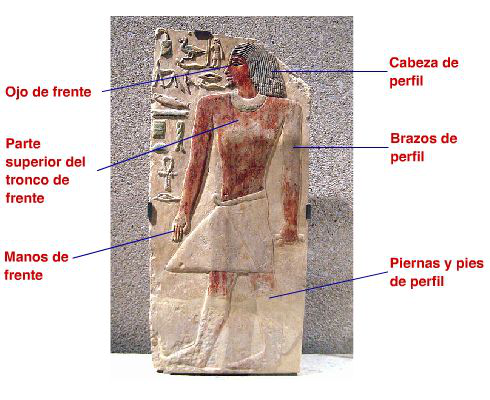 Ojo de frente
Parte
superior del
tronco de
frente
Manos de
frente
Cabeza de
perfil
Brazos de
perfil
Piernas y pies
de perfil